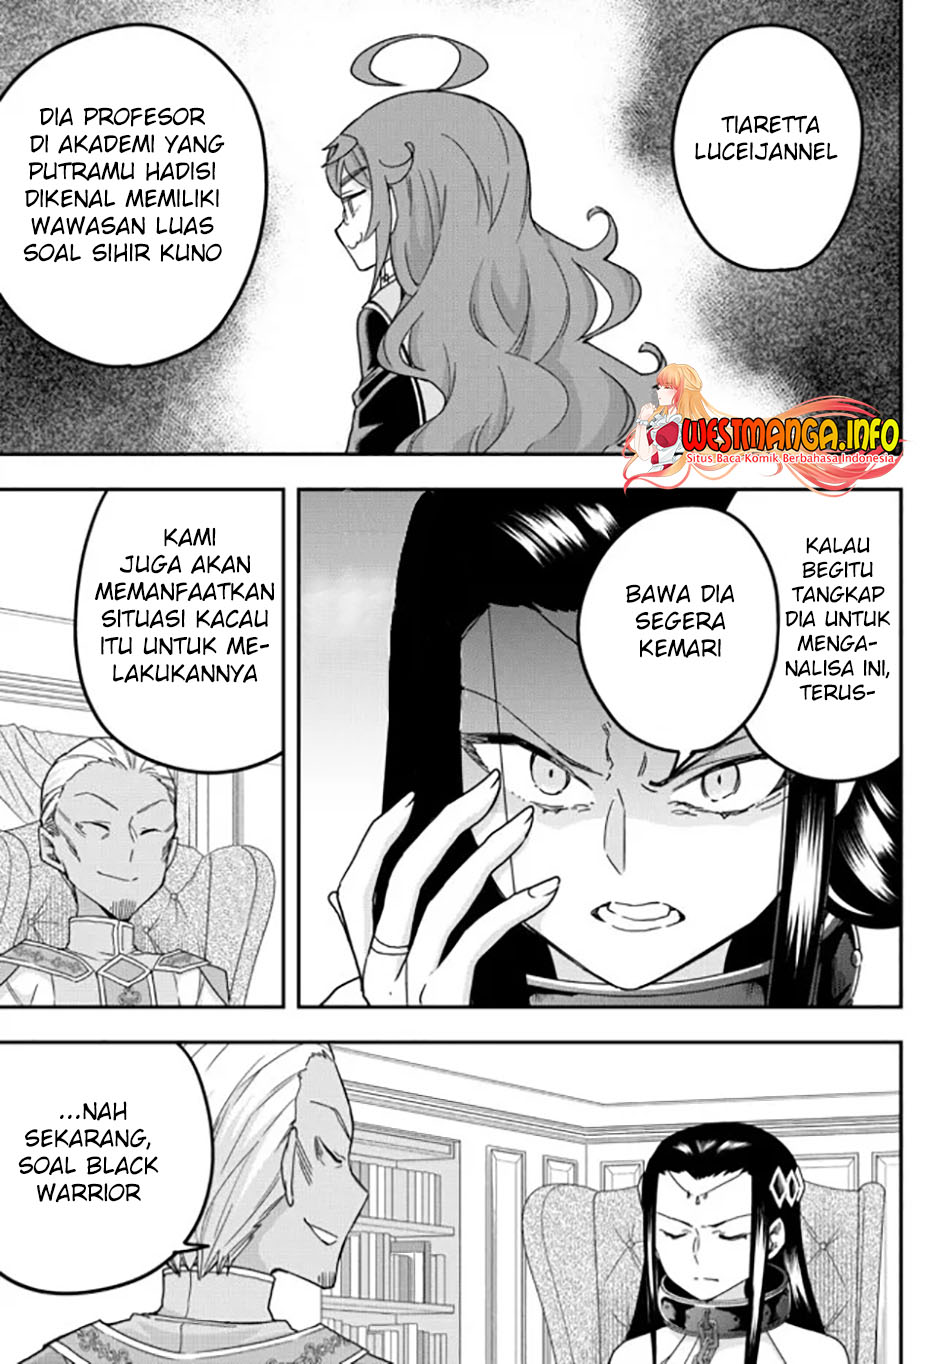 TIARETTA
LUCEIJANNEL
DIA PROFESOR
DI AKADEMI YANG
PUTRAMU HADISI
DIKENAL MEMILIKI
WAWASAN LUAS
SOAL SIHIR KUNO
WESTMANGA.INFO
Situs Baca Komik Berbahasa Indonesia
KALAU
BEGITU
TANGKAP
DIA UNTUK
MENGA-
NALISA INI,
TERUS-
BAWA DIA
SEGERA
KEMARI
KAMI
JUGA AKAN
MEMANFAATKAN
SITUASI KACAU
ITU UNTUK ME-
LAKUKANNYA
...NAH
SEKARANG,
SOAL BLACK
WARRIOR